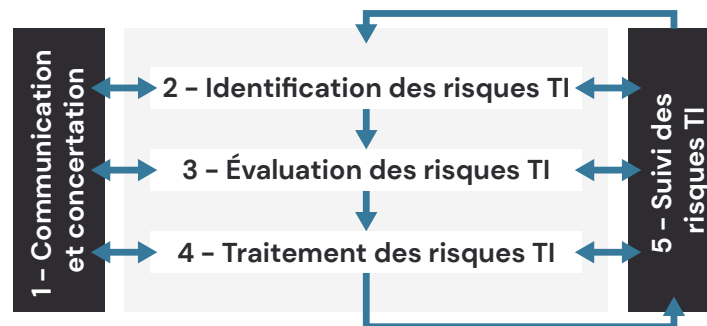 1 – Communication
et concertation
2 – Identification des risques TI
3 – Évaluation des risques TI
4 – Traitement des risques TI
5 – Suivi des
risques TI